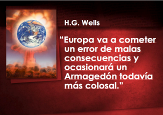 H.G. Wells
"Europa va a cometer
un error de malas
consecuencias y
ocasionará un
Armagedón todavía
más colosal."